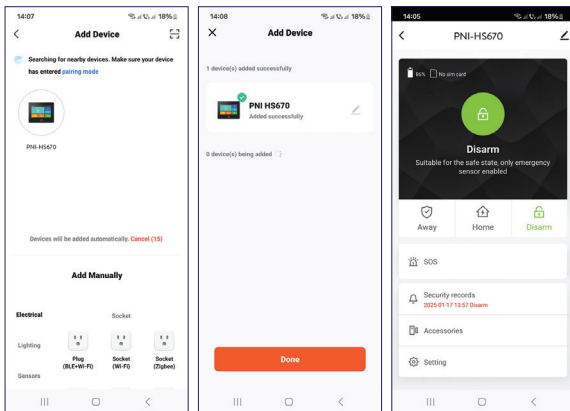 14:07
18%
Add Device
Searching for nearby devices. Make sure your device
has entered pairing mode
PNI-HS670
Devices will be added automatically. Cancel (15)
Add Manually
Electrical
Socket
Lighting
Plug
(BLE+Wi-Fi)
Socket
(Wi-Fi)
Socket
(Zigbee)
Sensors
14:08
18%
Add Device
1 device(s) added successfully
PNI HS670
Added successfully
0 device(s) being added
Done
14:05
18%
PNI-HS670
86%
No sim card
Disarm
Suitable for the safe state, only emergency
sensor enabled
Away
Home
Disarm
SOS
Security records
2025-01-17 13:57 Disarm
Accessories
Setting